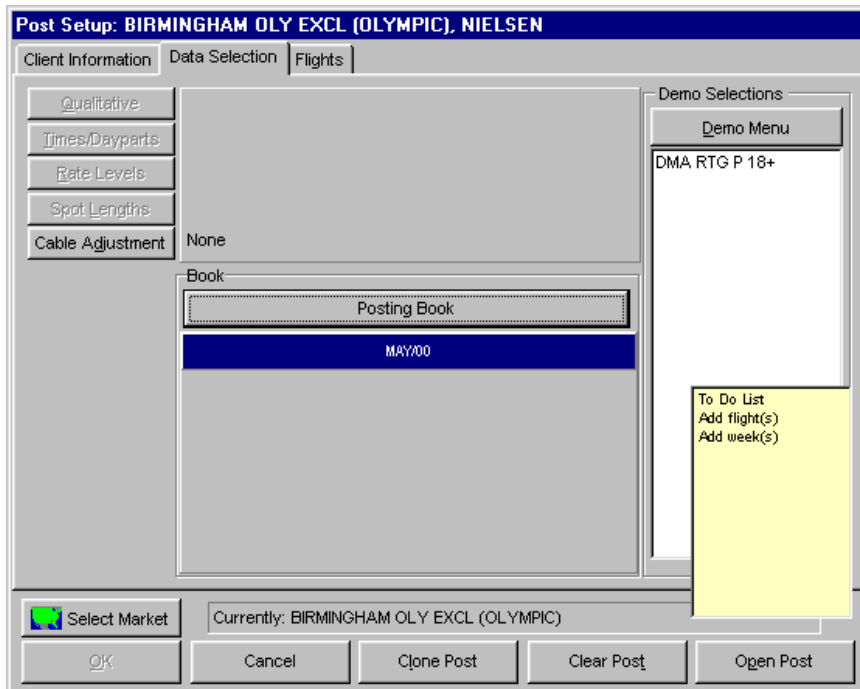 Post Setup: BIRMINGHAM OLY EXCL (OLYMPIC), NIELSEN
Client Information
Data Selection
Flights
Qualitative
Times/Dayparts
Rate Levels
Spot Lengths
Cable Adjustment
None
Book
Posting Book
MAY/00
Demo Selections
Demo Menu
DMA RTG P 18+
To Do List
Add flight(s)
Add week(s)
Select Market
Currently: BIRMINGHAM OLY EXCL (OLYMPIC)
OK
Cancel
Clone Post
Clear Post
Open Post